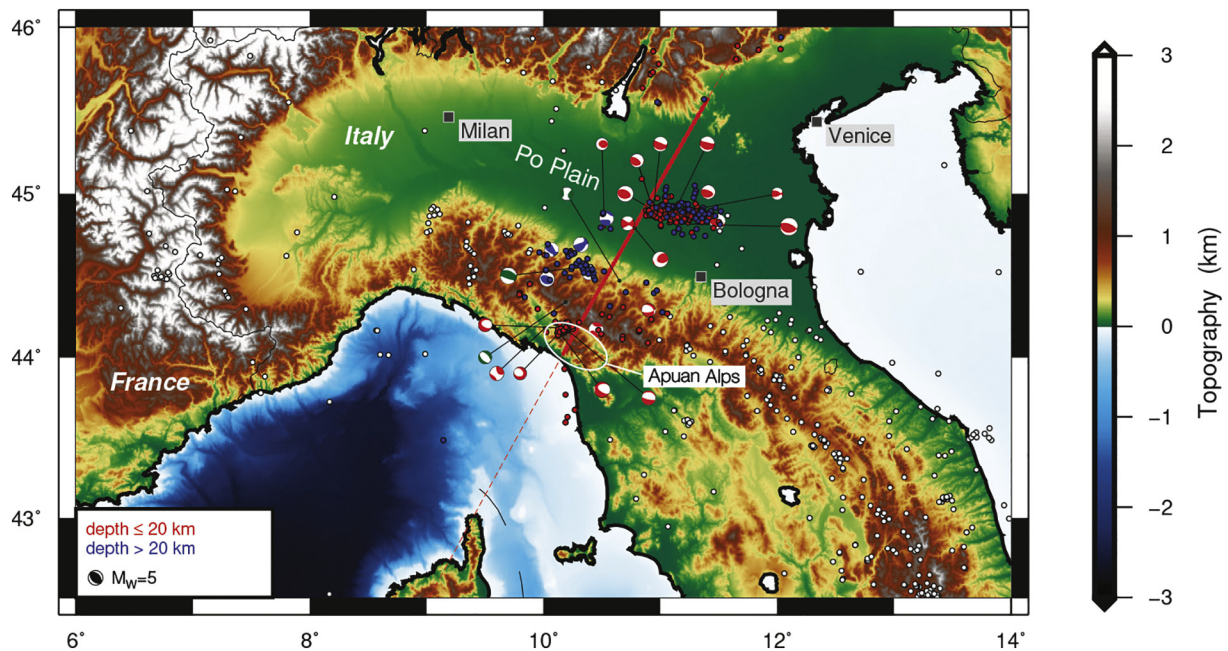 46˚
45˚
44˚
43˚
6˚
8˚
10˚
12˚
14˚
Italy
Milan
Po Plain
Venice
Bologna
Apuan Alps
France
depth ≤ 20 km
depth > 20 km
Mw=5
3
2
1
0
−1
−2
−3
Topography (km)